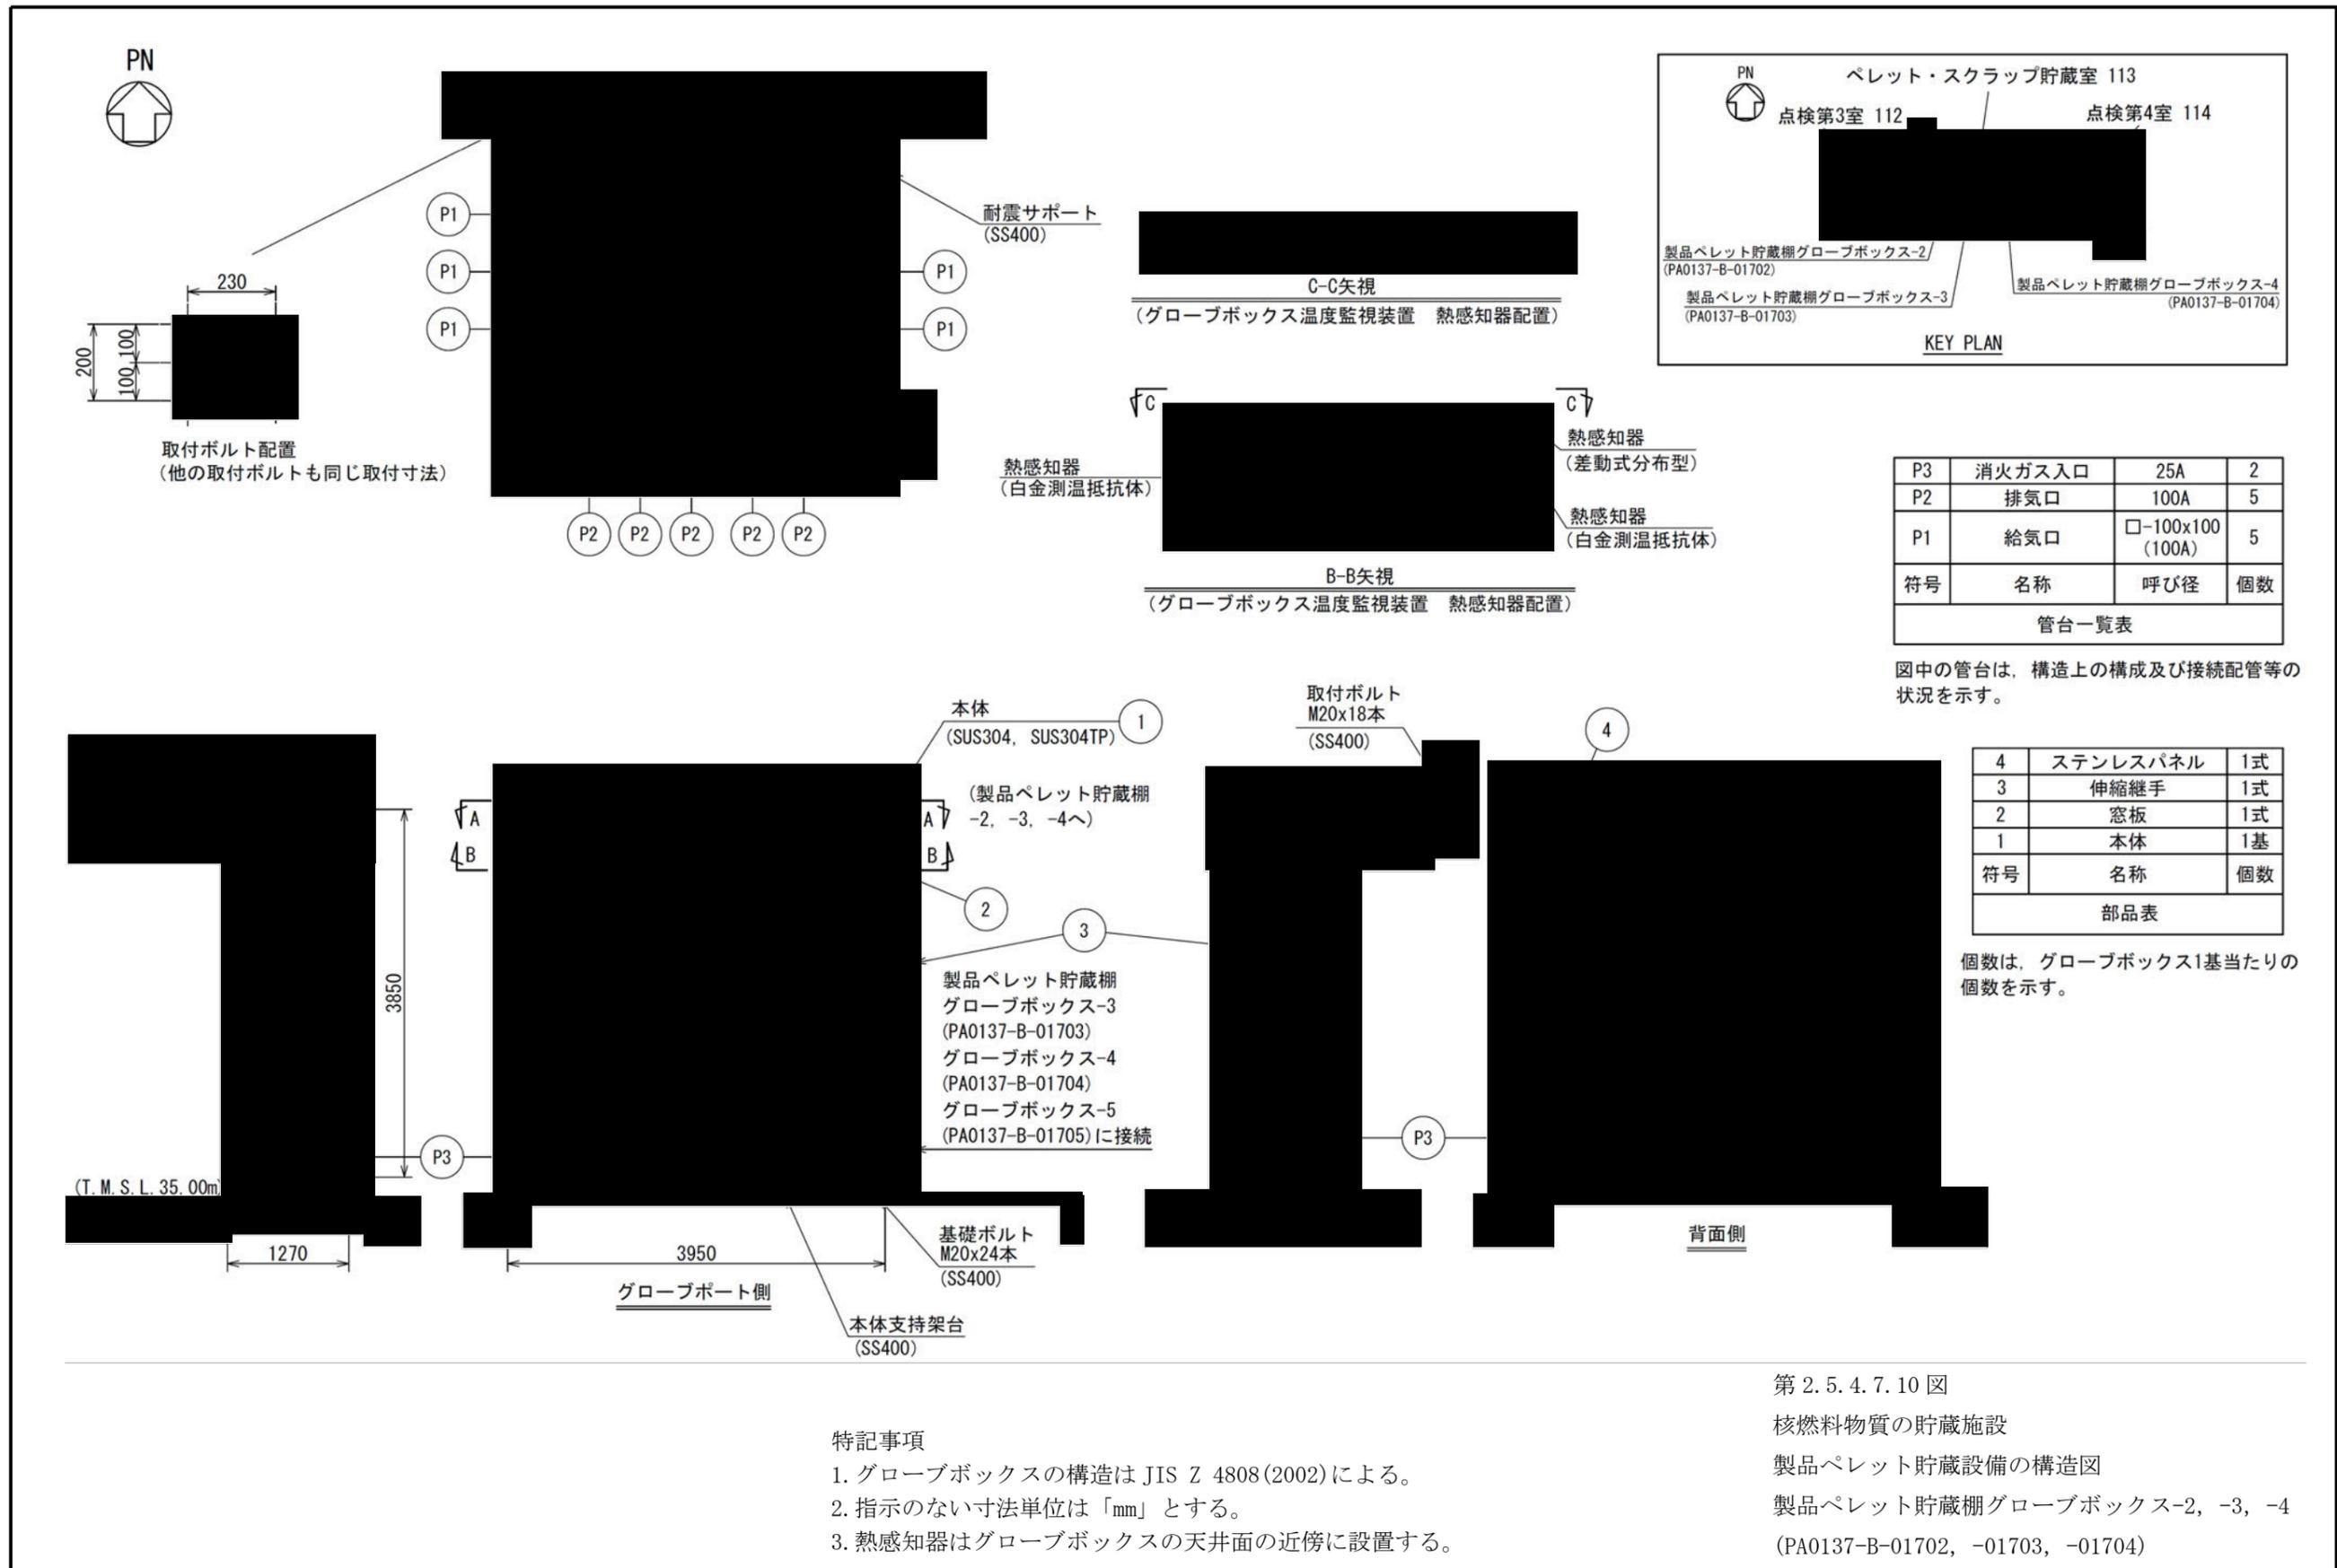 PN
P1
P1
P1
P1
P1
耐震サポート
(SS400)
230
200
100
100
取付ボルト配置
(他の取付ボルトも同じ取付寸法)
P2
P2
P2
P2
P2
C-C矢視
(グローブボックス温度監視装置　熱感知器配置)
C
C
熱感知器
(白金測温抵抗体)
熱感知器
(差動式分布型)
熱感知器
(白金測温抵抗体)
B-B矢視
(グローブボックス温度監視装置　熱感知器配置)
PN
ペレット・スクラップ貯蔵室 113
点検第3室 112
点検第4室 114
製品ペレット貯蔵棚グローブボックス-2
(PA0137-B-01702)
製品ペレット貯蔵棚グローブボックス-3
(PA0137-B-01703)
製品ペレット貯蔵棚グローブボックス-4
(PA0137-B-01704)
KEY PLAN
P3 消火ガス入口 25A 2
P2 排気口 100A 5
P1 給気口 □-100x100 (100A) 5
符号 名称 呼び径 個数
管台一覧表
図中の管台は, 構造上の構成及び接続配管等の
状況を示す。
3850
(T.M.S.L.35.00m)
1270
P3
A
A
B
B
本体
(SUS304, SUS304TP)
1
(製品ペレット貯蔵棚
-2, -3, -4へ)
2
3
製品ペレット貯蔵棚
グローブボックス-3
(PA0137-B-01703)
グローブボックス-4
(PA0137-B-01704)
グローブボックス-5
(PA0137-B-01705)に接続
3950
基礎ボルト
M20x24本
(SS400)
グローブポート側
本体支持架台
(SS400)
取付ボルト
M20x18本
(SS400)
4
P3
背面側
4 ステンレスパネル 1式
3 伸縮継手 1式
2 窓板 1式
1 本体 1基
符号 名称 個数
部品表
個数は, グローブボックス1基当たりの
個数を示す。
特記事項
1.グローブボックスの構造は JIS Z 4808(2002)による。
2.指示のない寸法単位は「mm」とする。
3.熱感知器はグローブボックスの天井面の近傍に設置する。
第 2.5.4.7.10 図
核燃料物質の貯蔵施設
製品ペレット貯蔵設備の構造図
製品ペレット貯蔵棚グローブボックス-2, -3, -4
(PA0137-B-01702, -01703, -01704)